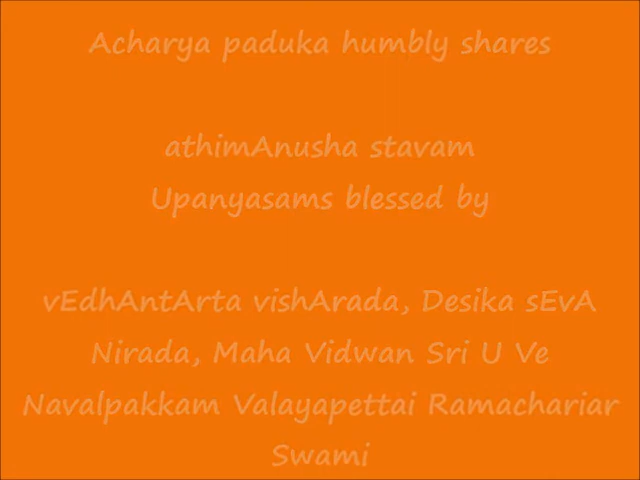 Acharya paduka humbly shares
athimAnusha stavam
Upanyasams blessed by
vEdhAntArta vishArada, Desika sEvA
Nirada, Maha Vidwan Sri U Ve
Navalpakkam Valayapettai Ramachariar
Swami